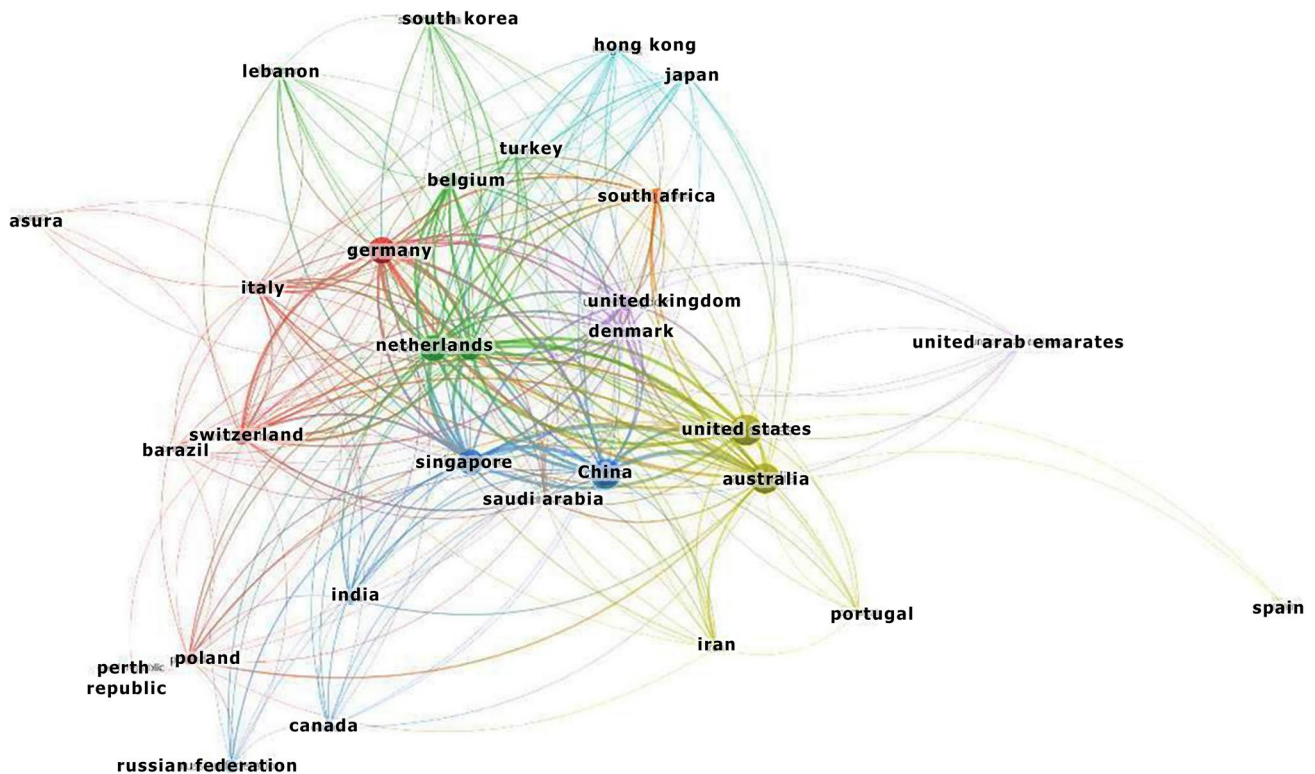 south korea
hong kong
lebanon
japan
turkey
belgium
south africa
asura
germany
italy
united kingdom
denmark
united arab emarates
netherlands
united states
switzerland
barazil
singapore
China
australia
saudi arabia
india
spain
portugal
iran
poland
perth
republic
canada
russian federation